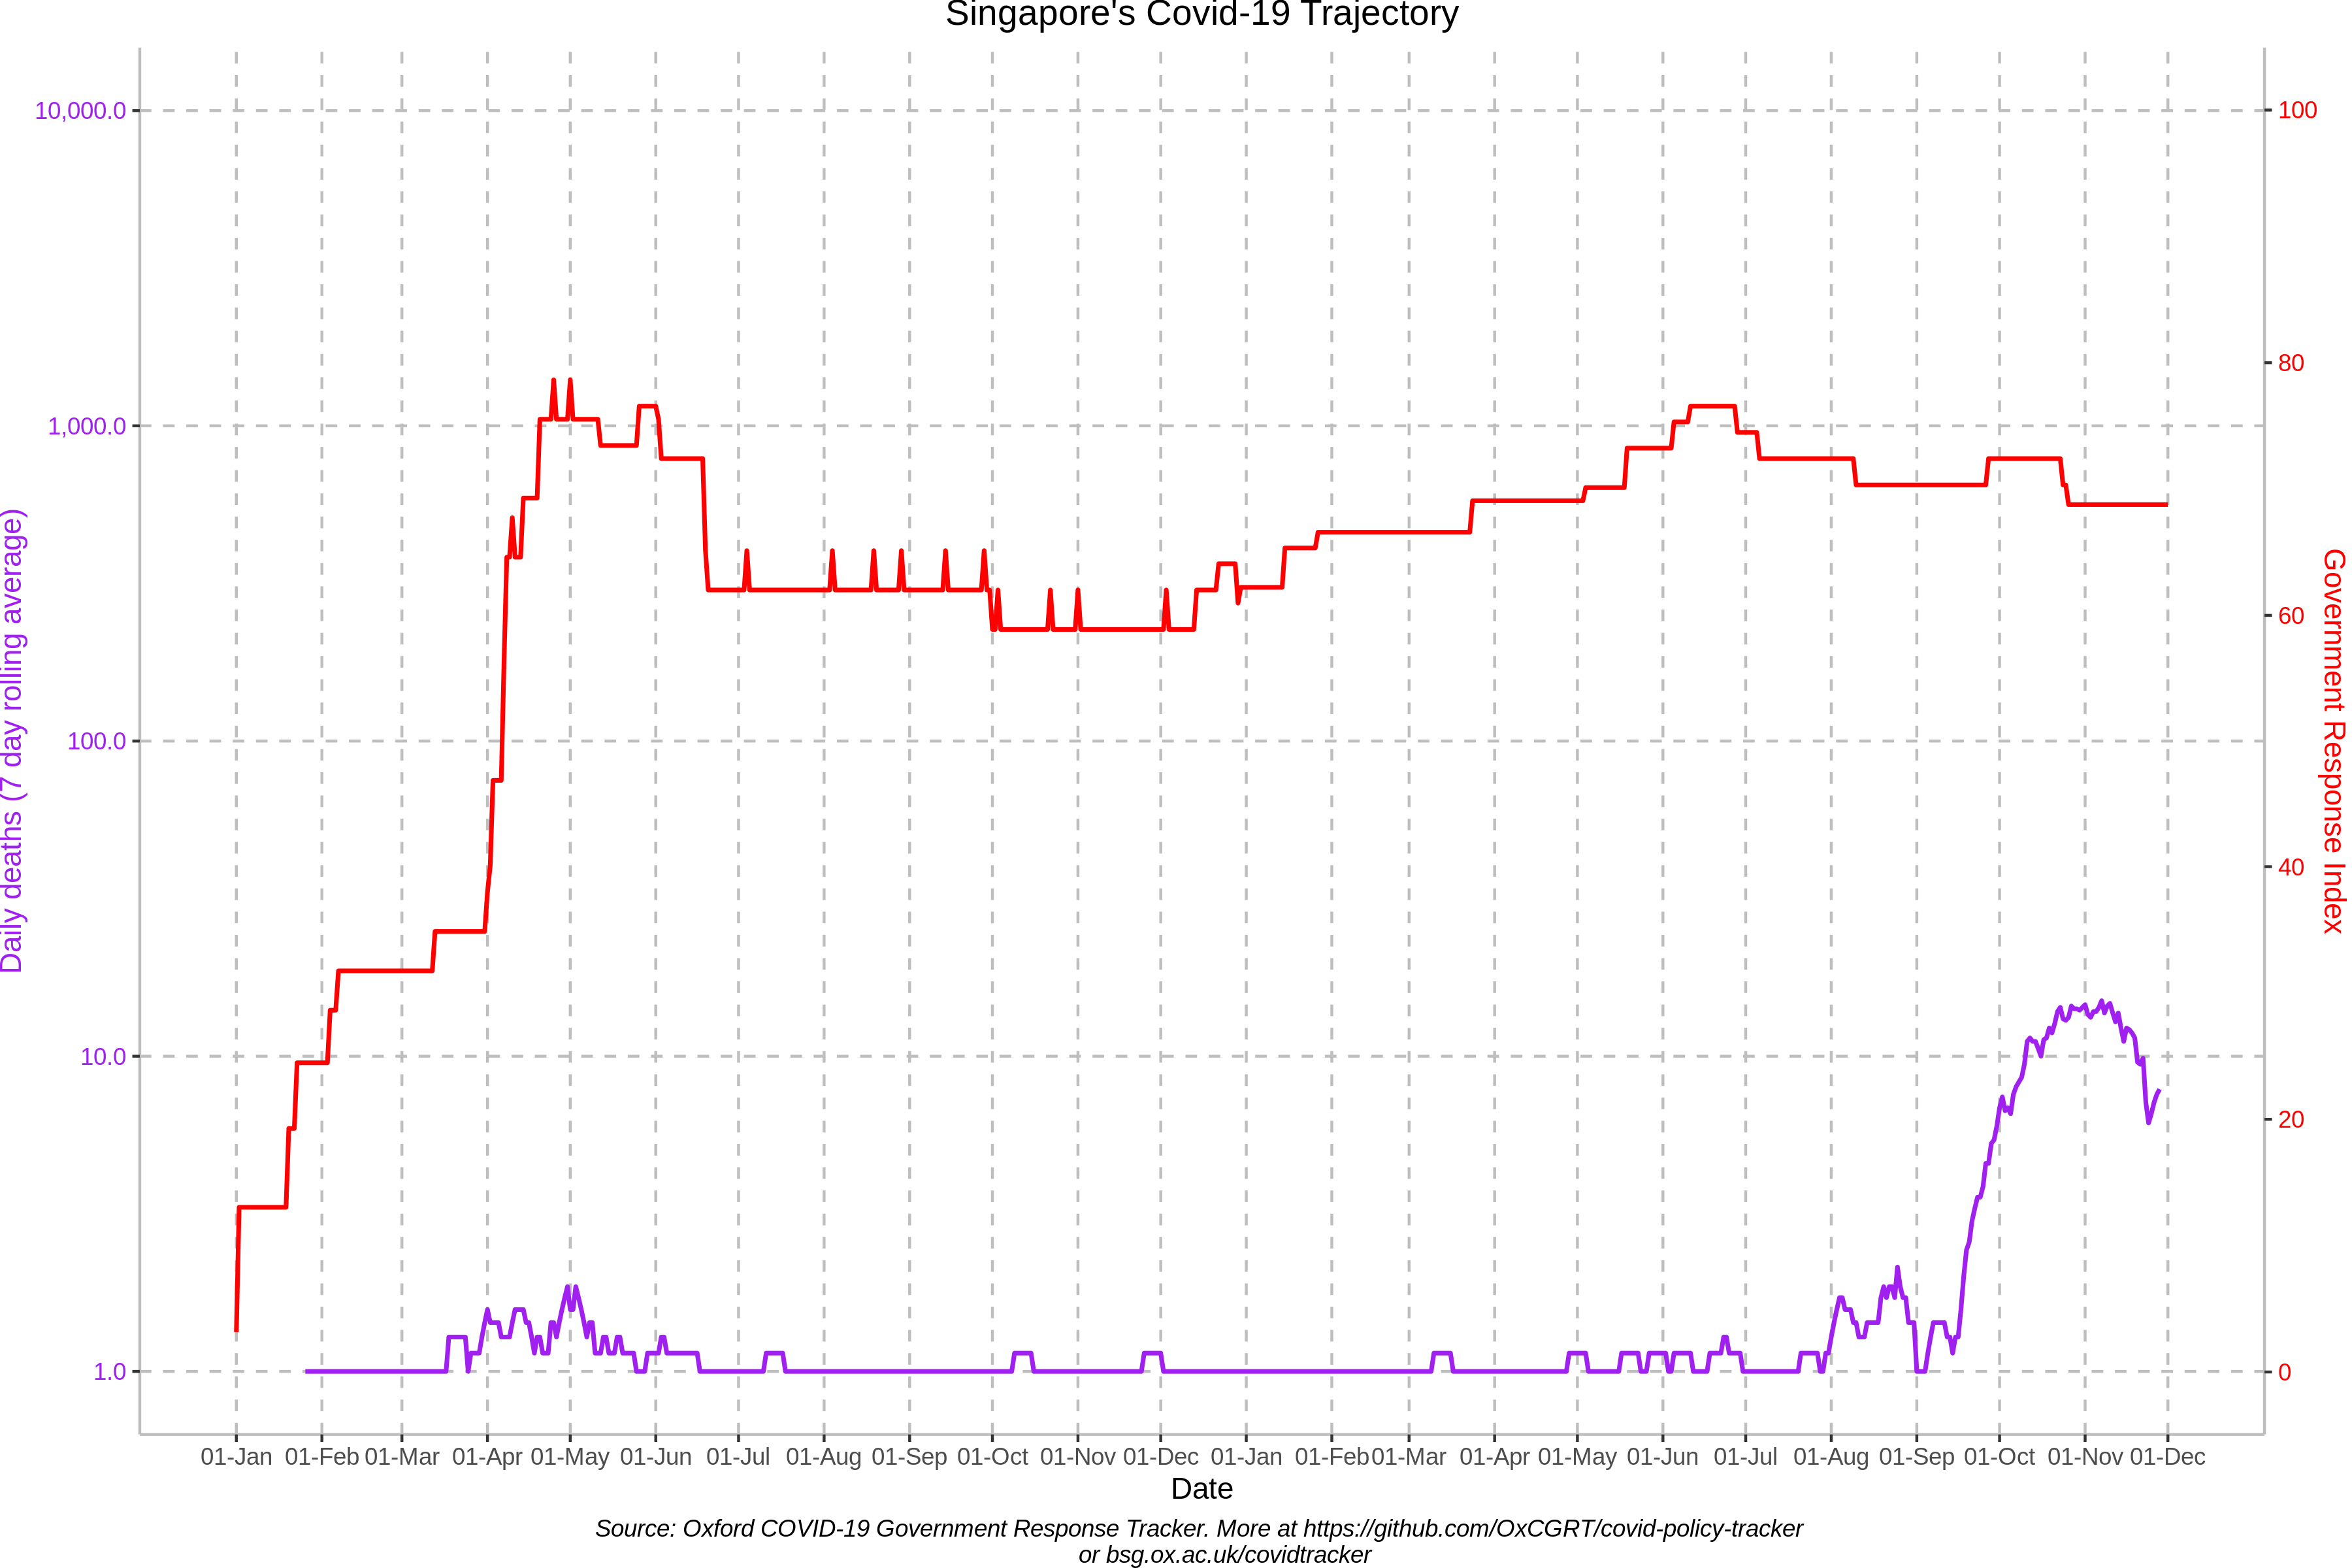 Singapore's Covid-19 Trajectory
10,000.0
1,000.0
100.0
10.0
1.0
Daily deaths (7 day rolling average)
100
80
60
40
20
0
Government Response Index
01-Jan 01-Feb 01-Mar 01-Apr 01-May 01-Jun 01-Jul 01-Aug 01-Sep 01-Oct 01-Nov 01-Dec 01-Jan 01-Feb 01-Mar 01-Apr 01-May 01-Jun 01-Jul 01-Aug 01-Sep 01-Oct 01-Nov 01-Dec
Date
Source: Oxford COVID-19 Government Response Tracker. More at https://github.com/OxCGRT/covid-policy-tracker
or bsg.ox.ac.uk/covidtracker